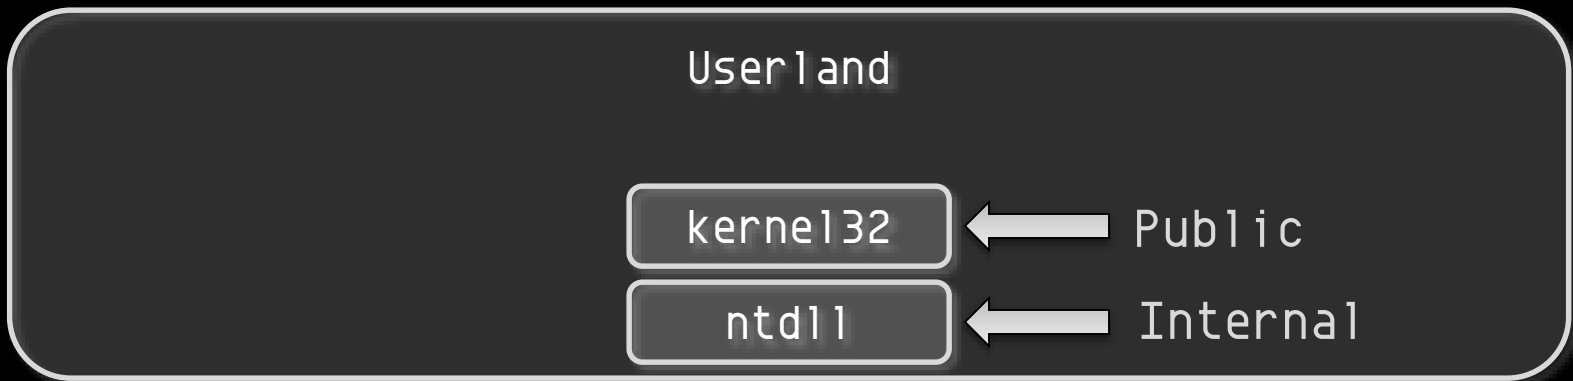 Userland
kernel32
Public
ntdll
Internal